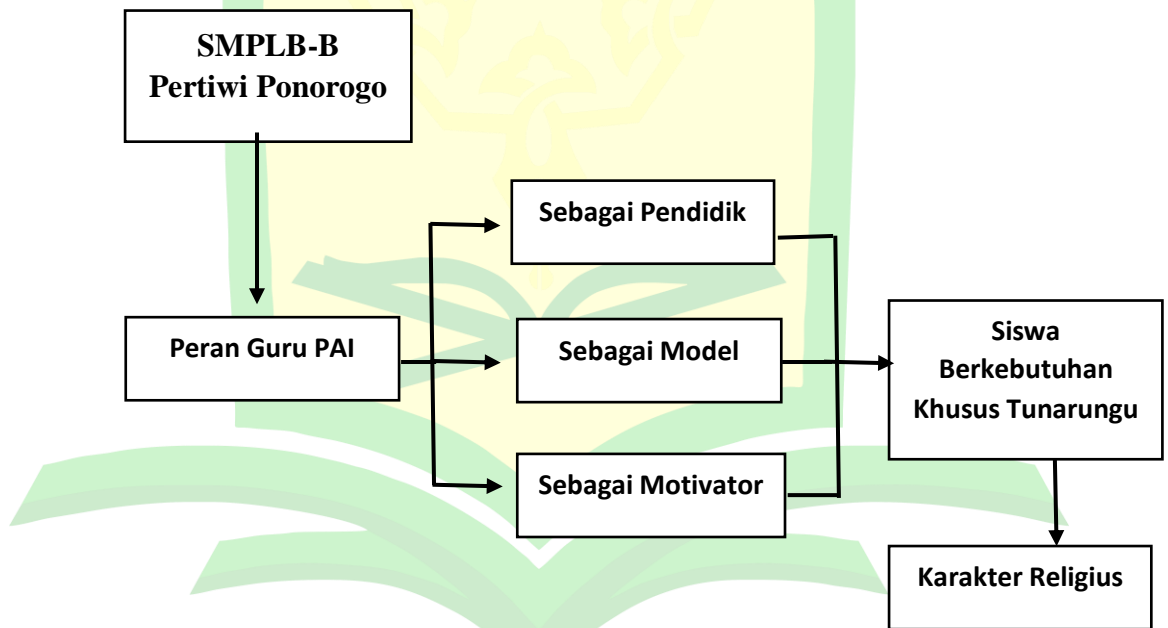 SMPLB-B
Pertiwi Ponorogo
Sebagai Pendidik
Peran Guru PAI
Sebagai Model
Siswa
Berkebutuhan
Khusus Tunarungu
Sebagai Motivator
Karakter Religius